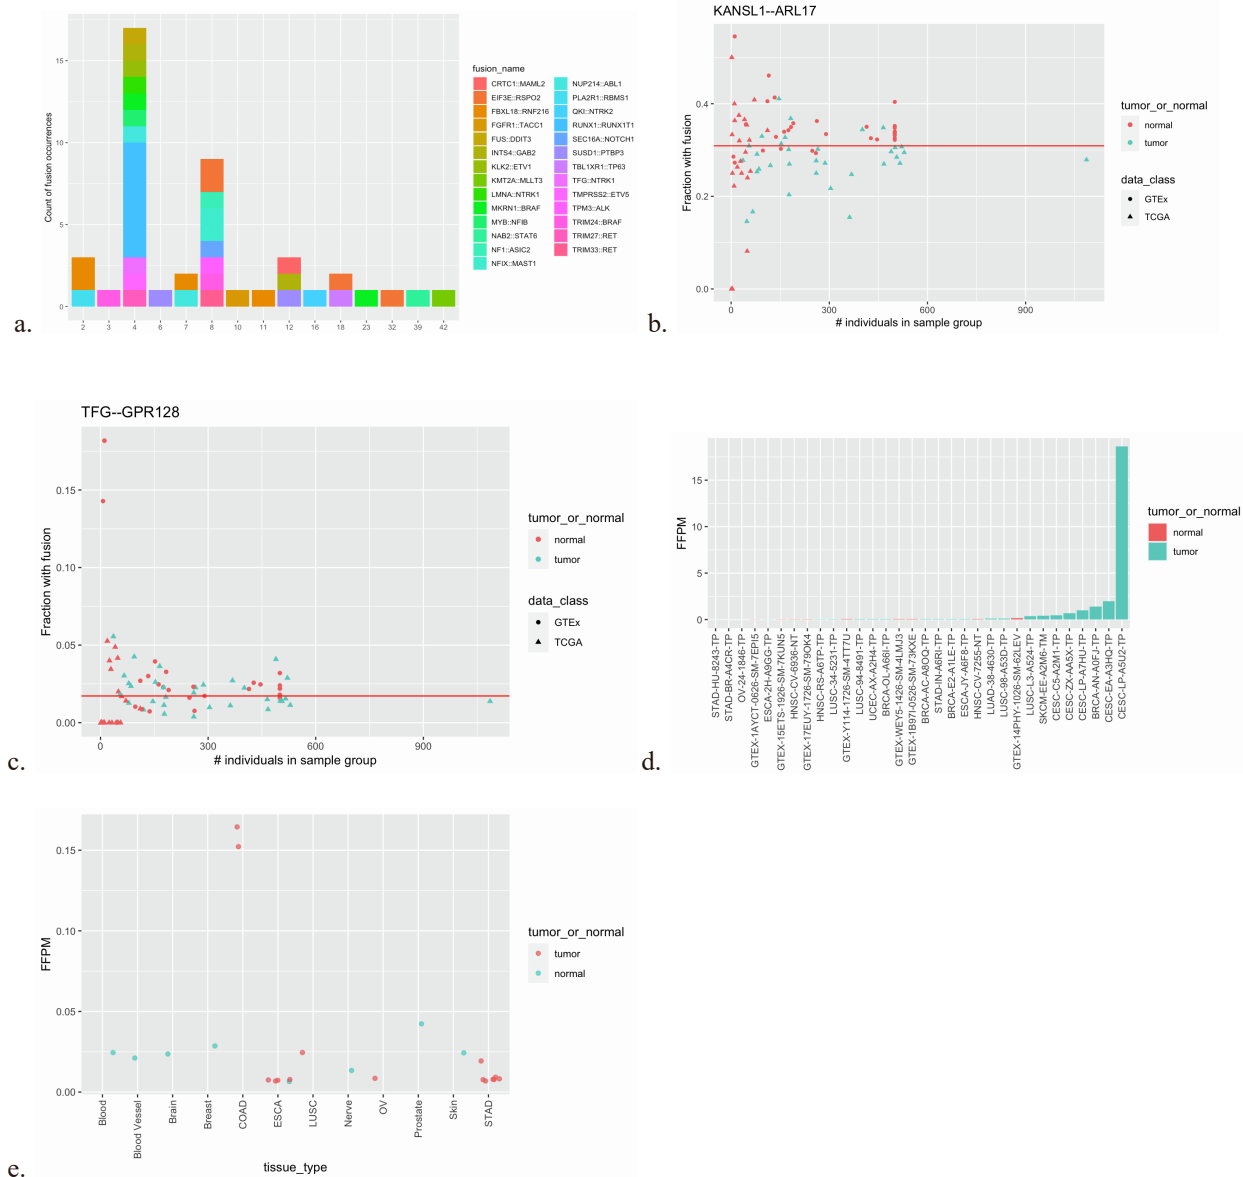 Count of fusion occurrences
15
10
5
0
2 3 4 6 7 8 10 11 12 16 18 23 32 39 42
fusion_name
CRTC1::MAML2 NUP214::ABL1
EIF3E::RSPO2 PLA2R1::RBMS1
FBXL18::RNF216 QKI::NTRK2
FGFR1::TACC1 RUNX1::RUNX1T1
FUS::DDIT3 SEC16A::NOTCH1
INTS4::GAB2 SUSD1::PTBP3
KLK2::ETV1 TBL1XR1::TP63
KMT2A::MLLT3 TFG::NTRK1
LMNA::NTRK1 TMPRSS2::ETV5
MKRN1::BRAF TPM3::ALK
MYB::NFIB TRIM24::BRAF
NAB2::STAT6 TRIM27::RET
NF1::ASIC2 TRIM33::RET
NFIX::MAST1
a.
KANSL1--ARL17
Fraction with fusion
0.4
0.2
0.0
0 300 600 900
# individuals in sample group
tumor_or_normal
normal
tumor
data_class
GTEx
TCGA
b.
TFG--GPR128
Fraction with fusion
0.15
0.10
0.05
0.00
0 300 600 900
# individuals in sample group
tumor_or_normal
normal
tumor
data_class
GTEx
TCGA
c.
FFPM
15
10
5
0
STAD-HU-8243-TP
STAD-BR-A4CR-TP
OV-24-1846-TP
GTEX-1AYCT-0626-SM-7EPI5
ESCA-2H-A9GG-TP
GTEX-15ETS-1926-SM-7KUN5
HNSC-CV-6936-NT
GTEX-17EUY-1726-SM-79OK4
HNSC-RS-A6TP-TP
LUSC-34-5231-TP
GTEX-Y114-1726-SM-4TT7U
LUSC-94-8491-TP
UCEC-AX-A2H4-TP
BRCA-OL-A66I-TP
GTEX-WEY5-1426-SM-4LMJ3
GTEX-1B97I-0526-SM-73KXE
BRCA-AC-A8OQ-TP
STAD-IN-A6RI-TP
BRCA-E2-A1LE-TP
ESCA-JY-A6F8-TP
HNSC-CV-7255-NT
LUAD-38-4630-TP
LUSC-98-A53D-TP
GTEX-14PHY-1026-SM-62LEV
LUSC-L3-A524-TP
SKCM-EE-A2M6-TM
CESC-C5-A2M1-TP
CESC-ZX-AA5X-TP
CESC-LP-A7HU-TP
BRCA-AN-A0FJ-TP
CESC-EA-A3HQ-TP
CESC-LP-A5U2-TP
tumor_or_normal
normal
tumor
d.
FFPM
0.15
0.10
0.05
0.00
Blood
Blood Vessel
Brain
Breast
COAD
ESCA
LUSC
Nerve
OV
Prostate
Skin
STAD
tissue_type
tumor_or_normal
tumor
normal
e.